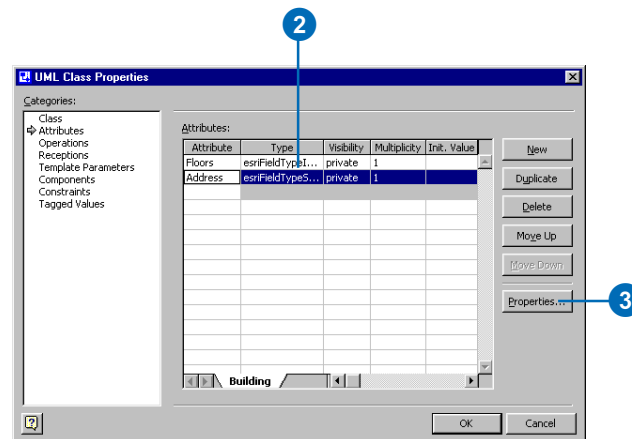 2
UML Class Properties
Categories:
Class
Attributes
Operations
Receptions
Template Parameters
Components
Constraints
Tagged Values
Attributes:
Attribute Type Visibility Multiplicity Init. Value
Floors esriFieldTypeI... private 1
Address esriFieldTypeS... private 1
Building
New
Duplicate
Delete
Move Up
Move Down
Properties...
3
OK Cancel